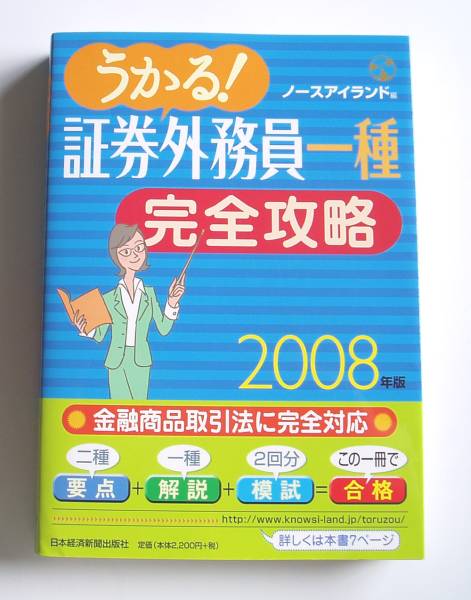 うかる!
ノースアイランド編
証券外務員一種
完全攻略
2008年版
金融商品取引法に完全対応
二種 一種 2回分 この一冊で
要点+解説+模試=合格
http://www.knowsi-land.jp/toruzou/
詳しくは本書7ページ
日本経済新聞出版社 定価(本体2,200円+税)